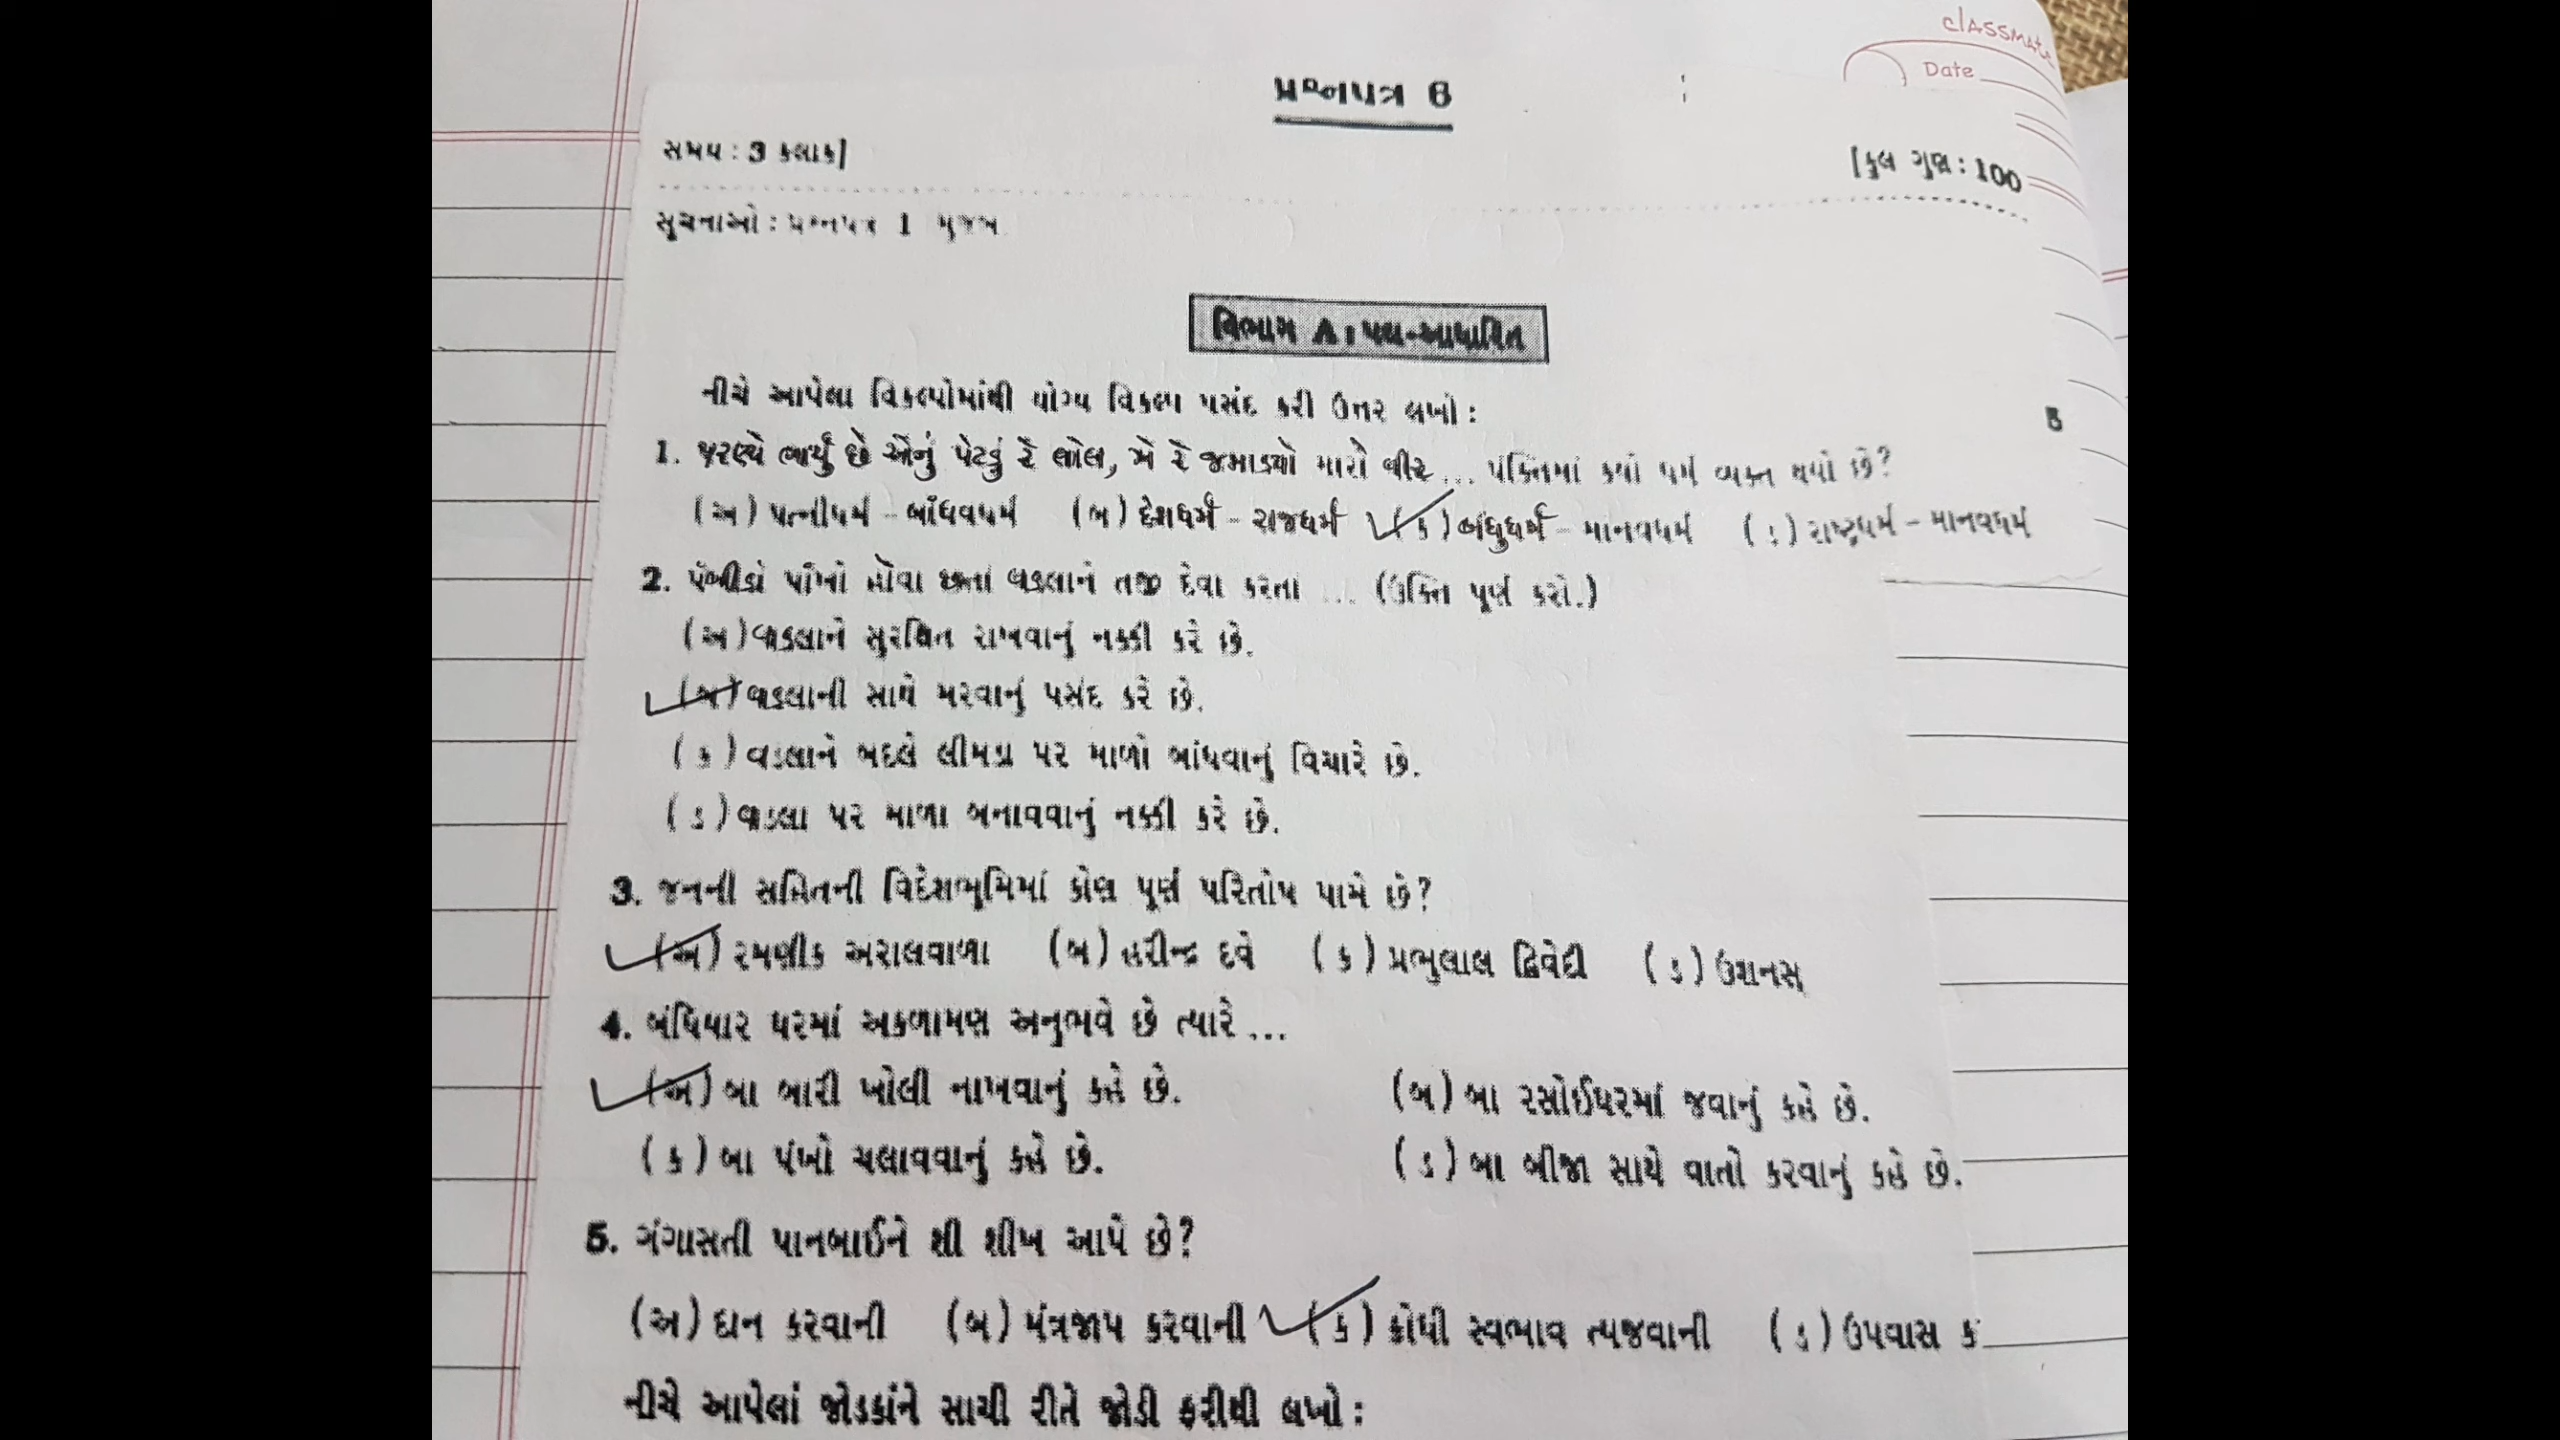 classmate
Date
પ્રશ્નપત્ર 6
સમય : 3 કલાક]
[કુલ ગુણ : 100
સૂચનાઓ : પ્રશ્નપત્ર 1 મુજબ
વિભાગ A : પદ્ય-આધારિત
નીચે આપેલા વિકલ્પોમાંથી યોગ્ય વિકલ્પ પસંદ કરી ઉત્તર લખો :
5
1. ભર્યું છે એનું પેટડું રે લોલ, મેં રે જમાડ્યો મારો વીર... પંક્તિમાં કયો ધર્મ વ્યક્ત થયો છે?
(અ) પત્નીધર્મ - બાંધવધર્મ (બ) દેશધર્મ - રાજધર્મ (ક) બંધુધર્મ - માનવધર્મ (ડ) રાષ્ટ્રધર્મ - માનવધર્મ
2. પંખીડાં પાંખો હોવા છતાં વડલાને તજી દેવા કરતા ... (ઉક્તિ પૂર્ણ કરો.)
(અ) વડલાને સુરક્ષિત રાખવાનું નક્કી કરે છે.
(બ) વડલાની સાથે મરવાનું પસંદ કરે છે.
(ક) વડલાને બદલે લીમડા પર માળો બાંધવાનું વિચારે છે.
(ડ) વડલા પર માળા બનાવવાનું નક્કી કરે છે.
3. જનની સમિતની વિદેશભૂમિમાં કોણ પૂર્ણ પરિતોષ પામે છે?
(અ) રમણીક અરાલવાળા (બ) હરીન્દ્ર દવે (ક) પ્રભુલાલ દ્વિવેદી (ડ) ઉશનસ્
4. બંધિયાર ઘરમાં અકળામણ અનુભવે છે ત્યારે ...
(અ) બા બારી ખોલી નાખવાનું કહે છે. (બ) બા રસોઈઘરમાં જવાનું કહે છે.
(ક) બા પંખો ચલાવવાનું કહે છે. (ડ) બા બીજા સાથે વાતો કરવાનું કહે છે.
5. ગંગાસતી પાનબાઈને શી શીખ આપે છે?
(અ) દાન કરવાની (બ) મંત્રજાપ કરવાની (ક) ક્રોધી સ્વભાવ ત્યજવાની (ડ) ઉપવાસ ક
નીચે આપેલાં જોડકાંને સાચી રીતે જોડી ફરીથી લખો :